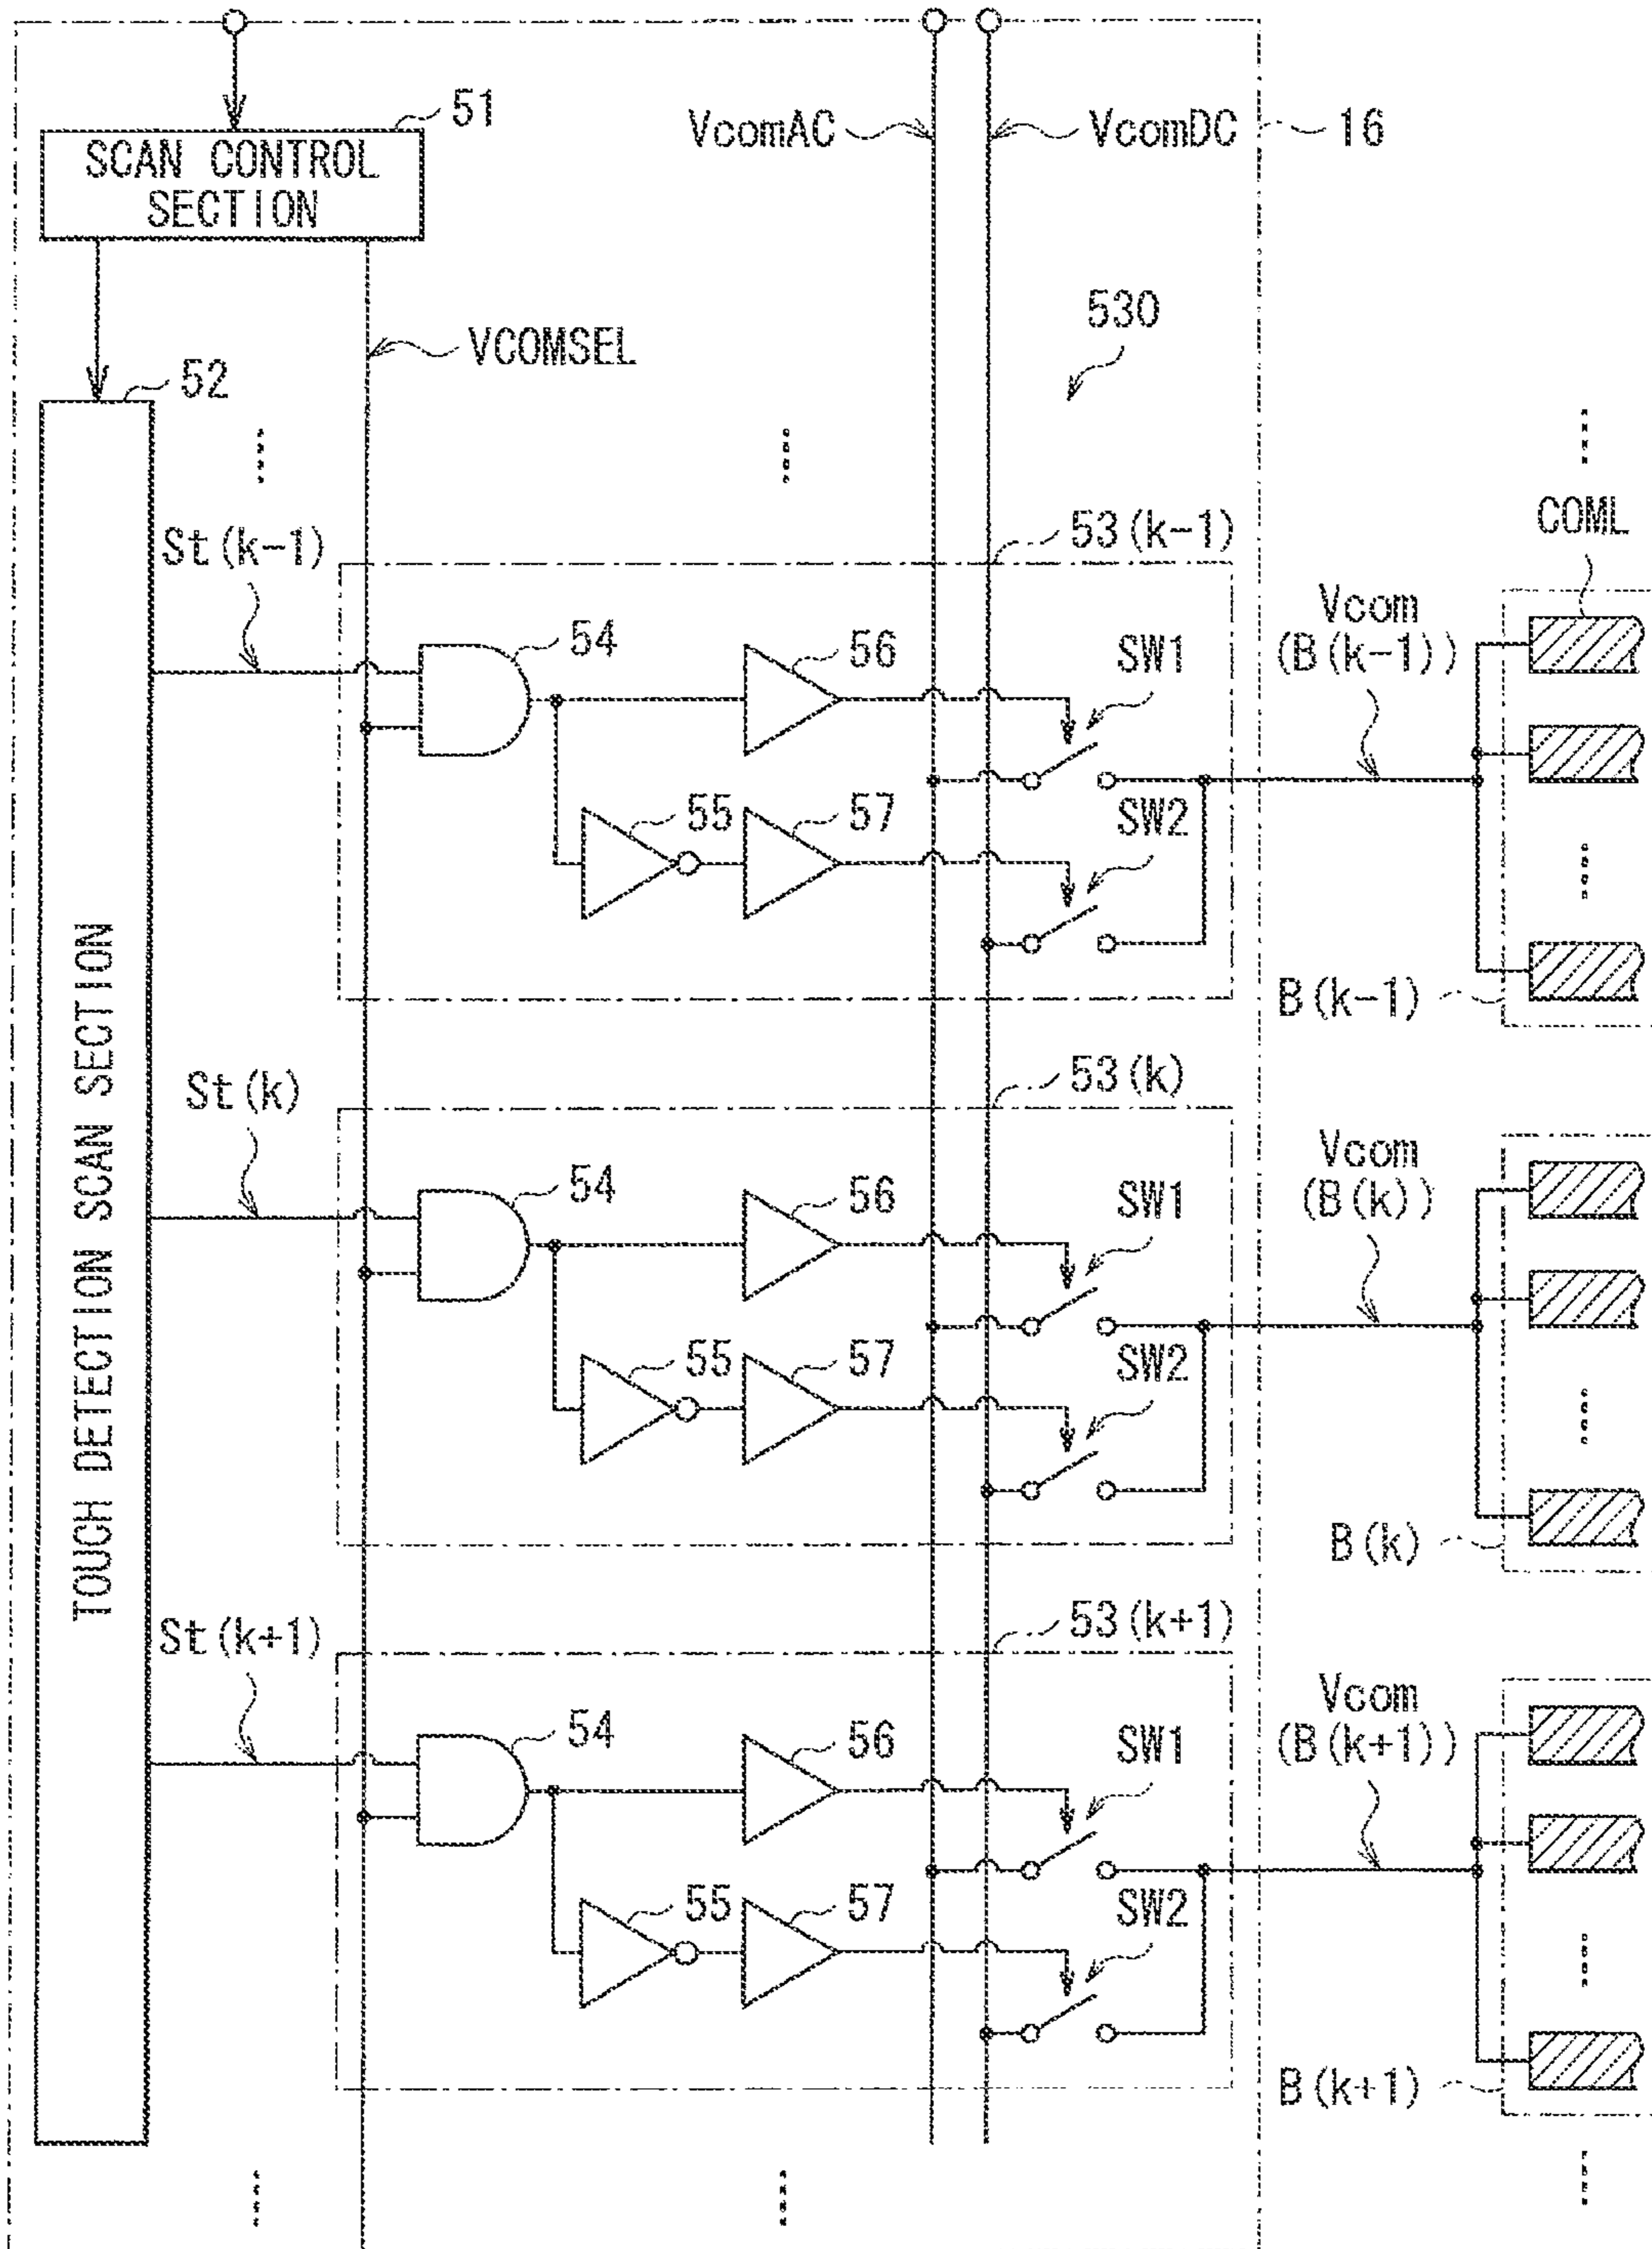 51
SCAN CONTROL
SECTION
VcomAC
VcomDC
16
530
VCOMSEL
52
TOUCH DETECTION SCAN SECTION
COML
St(k-1)
53(k-1)
54
56
SW1
55
57
SW2
Vcom
(B(k-1))
B(k-1)
St(k)
53(k)
54
56
SW1
55
57
SW2
Vcom
(B(k))
B(k)
St(k+1)
53(k+1)
54
56
SW1
55
57
SW2
Vcom
(B(k+1))
B(k+1)